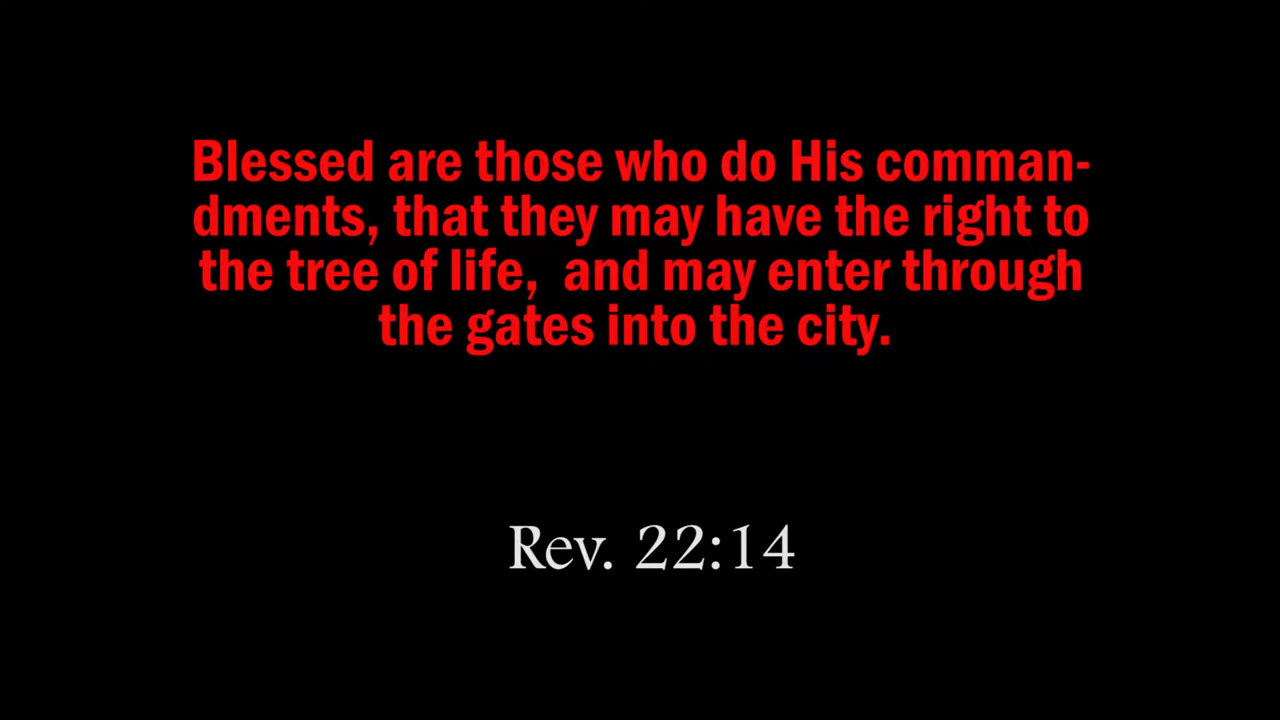 Blessed are those who do His comman-
dments, that they may have the right to
the tree of life,  and may enter through
the gates into the city.
Rev. 22:14